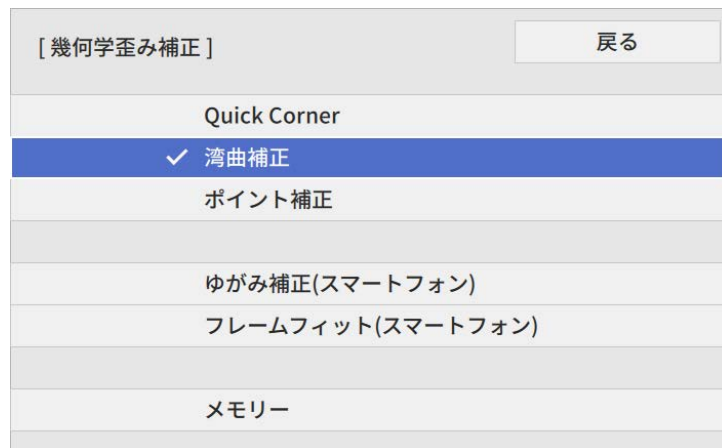 [ 幾何学歪み補正 ]
戻る
Quick Corner
✓ 湾曲補正
ポイント補正
ゆがみ補正(スマートフォン)
フレームフィット(スマートフォン)
メモリー